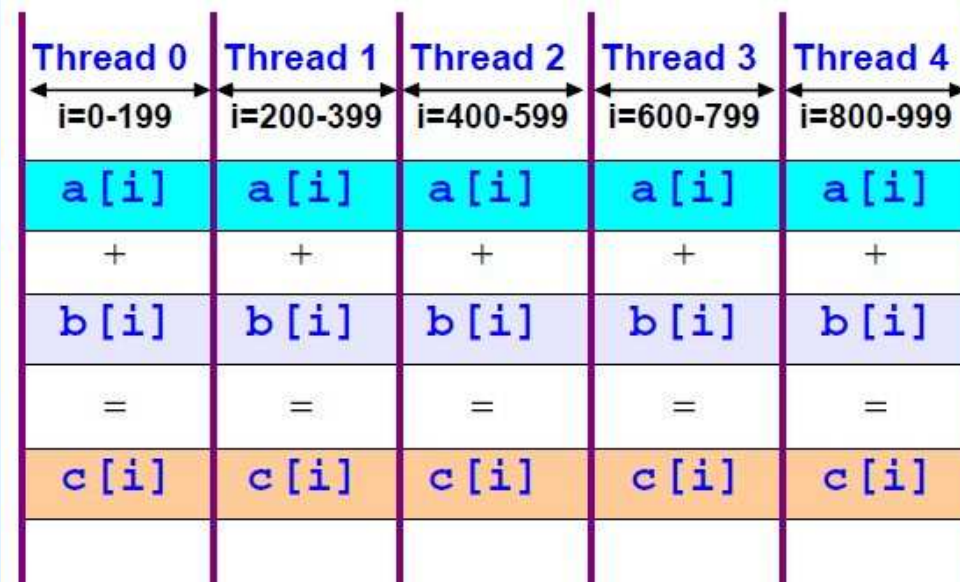 Thread 0 Thread 1 Thread 2 Thread 3 Thread 4
i=0-199 i=200-399 i=400-599 i=600-799 i=800-999
a[i] a[i] a[i] a[i] a[i]
+ + + + +
b[i] b[i] b[i] b[i] b[i]
= = = = =
c[i] c[i] c[i] c[i] c[i]